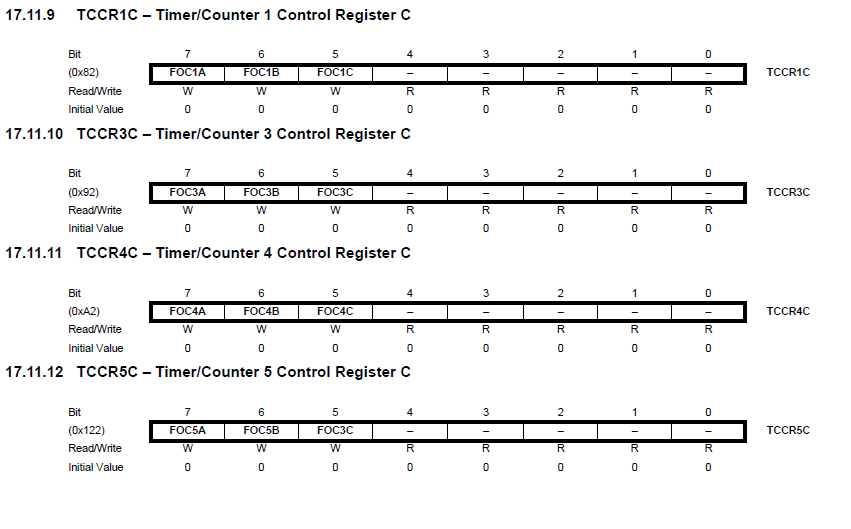 17.11.9 TCCR1C – Timer/Counter 1 Control Register C
Bit 7 6 5 4 3 2 1 0
(0x82) FOC1A FOC1B FOC1C – – – – – TCCR1C
Read/Write W W W R R R R R
Initial Value 0 0 0 0 0 0 0 0
17.11.10 TCCR3C – Timer/Counter 3 Control Register C
Bit 7 6 5 4 3 2 1 0
(0x92) FOC3A FOC3B FOC3C – – – – – TCCR3C
Read/Write W W W R R R R R
Initial Value 0 0 0 0 0 0 0 0
17.11.11 TCCR4C – Timer/Counter 4 Control Register C
Bit 7 6 5 4 3 2 1 0
(0xA2) FOC4A FOC4B FOC4C – – – – – TCCR4C
Read/Write W W W R R R R R
Initial Value 0 0 0 0 0 0 0 0
17.11.12 TCCR5C – Timer/Counter 5 Control Register C
Bit 7 6 5 4 3 2 1 0
(0x122) FOC5A FOC5B FOC3C – – – – – TCCR5C
Read/Write W W W R R R R R
Initial Value 0 0 0 0 0 0 0 0